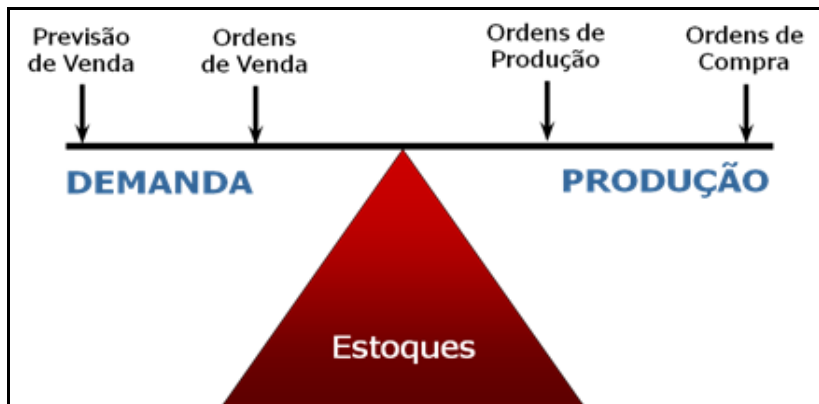 Previsão
de Venda
Ordens
de Venda
Ordens de
Produção
Ordens de
Compra
DEMANDA
PRODUÇÃO
Estoques